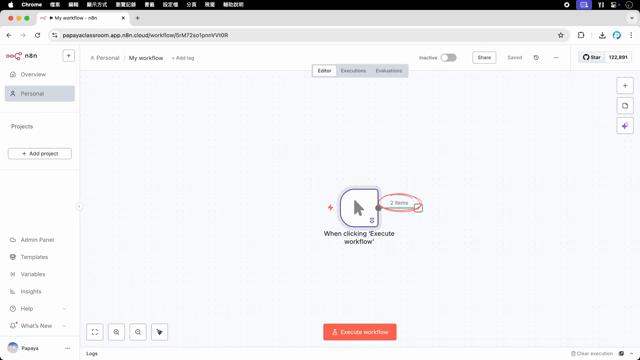 Chrome 檔案 編輯 顯示方式 瀏覽記錄 書籤 設定檔 分頁 視窗 輔助說明
My workflow - n8n
papayaclassroom.app.n8n.cloud/workflow/
n8n
Personal / My workflow + Add tag
Inactive Share Saved Star 122,891
Editor Executions Evaluations
Overview
Personal
Projects
+ Add project
2 items
When clicking 'Execute
workflow'
Admin Panel
Templates
Variables
Insights
Help
What's New
Papaya
Execute workflow
Logs
Clear execution